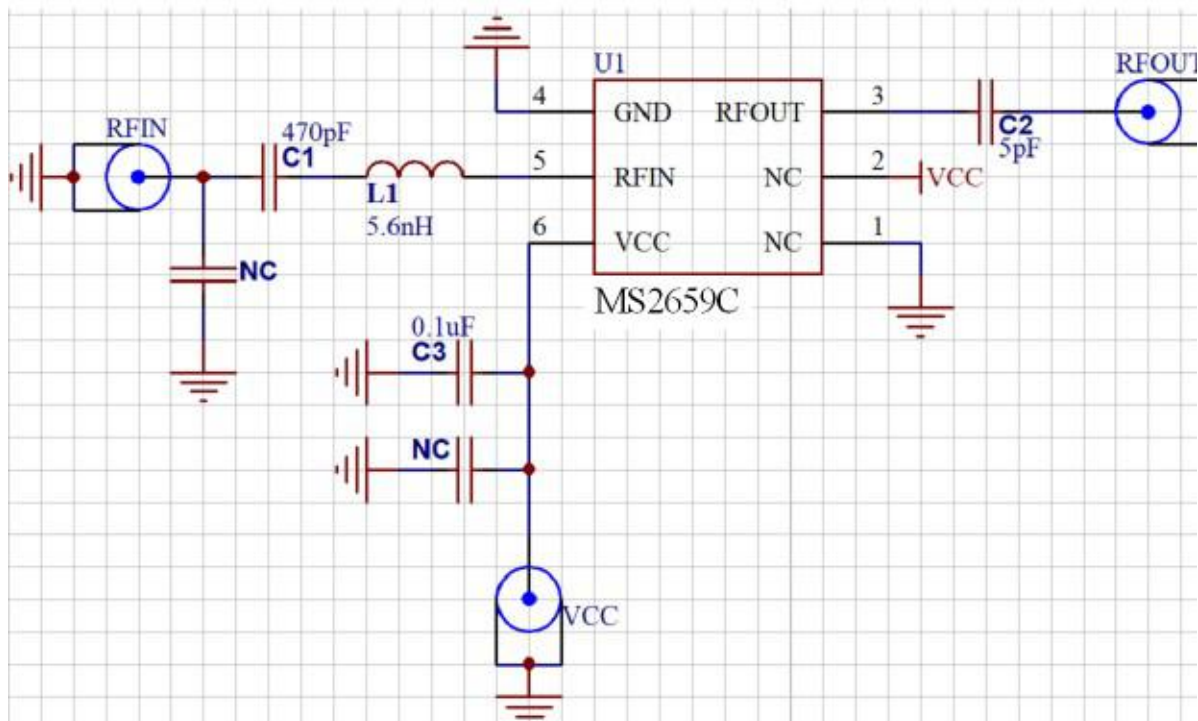 U1
RFOUT
4
GND
RFOUT
3
RFIN
470pF
C1
C2
5pF
5
RFIN
NC
2
VCC
L1
5.6nH
6
VCC
NC
1
NC
MS2659C
0.1uF
C3
NC
VCC